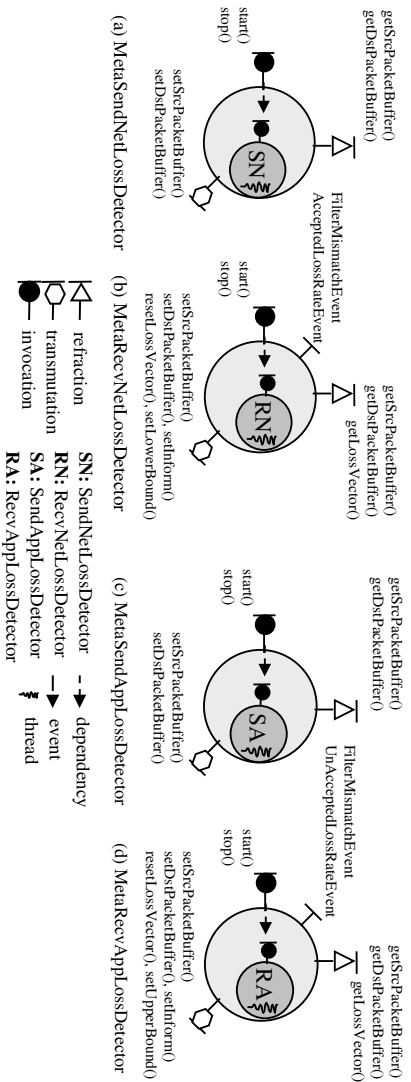 getSrcPacketBuffer()
getDstPacketBuffer()
start()
stop()
SN
setSrcPacketBuffer()
setDstPacketBuffer()
(a) MetaSendNetLossDetector
FilterMismatchEvent
AcceptedLossRateEvent
getSrcPacketBuffer()
getDstPacketBuffer()
getLossVector()
start()
stop()
RN
setSrcPacketBuffer()
setDstPacketBuffer(), setInform()
resetLossVector(), setLowerBound()
(b) MetaRecvNetLossDetector
getSrcPacketBuffer()
getDstPacketBuffer()
start()
stop()
SA
setSrcPacketBuffer()
setDstPacketBuffer()
(c) MetaSendAppLossDetector
FilterMismatchEvent
UnAcceptedLossRateEvent
getSrcPacketBuffer()
getDstPacketBuffer()
getLossVector()
start()
stop()
RA
setSrcPacketBuffer()
setDstPacketBuffer(), setInform()
resetLossVector(), setUpperBound()
(d) MetaRecvAppLossDetector
refraction
transmutation
invocation
SN: SendNetLossDetector
RN: RecvNetLossDetector
SA: SendAppLossDetector
RA: RecvAppLossDetector
dependency
event
thread